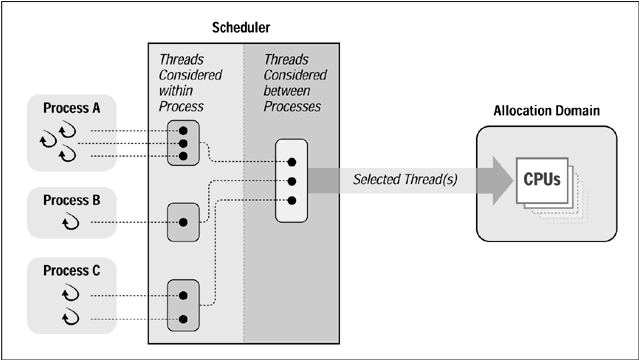 Scheduler
Threads
Considered
within
Process
Threads
Considered
between
Processes
Process A
Process B
Process C
Selected Thread(s)
Allocation Domain
CPUs